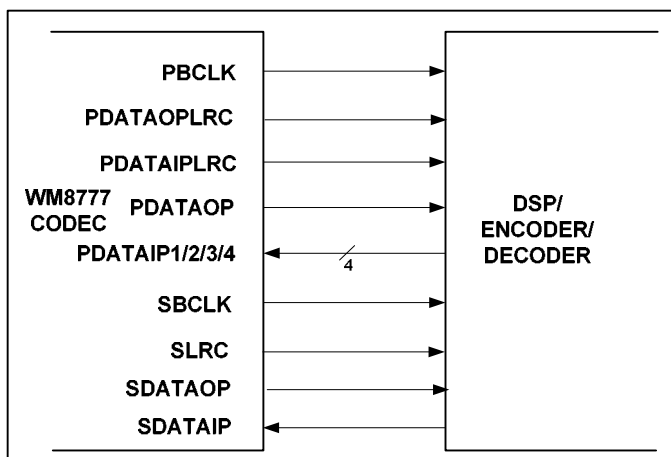 PBCLK
PDATAOPLRC
PDATAIPLRC
WM8777
CODEC
PDATAOP
PDATAIP1/2/3/4
SBCLK
SLRC
SDATAOP
SDATAIP
4
DSP/
ENCODER/
DECODER